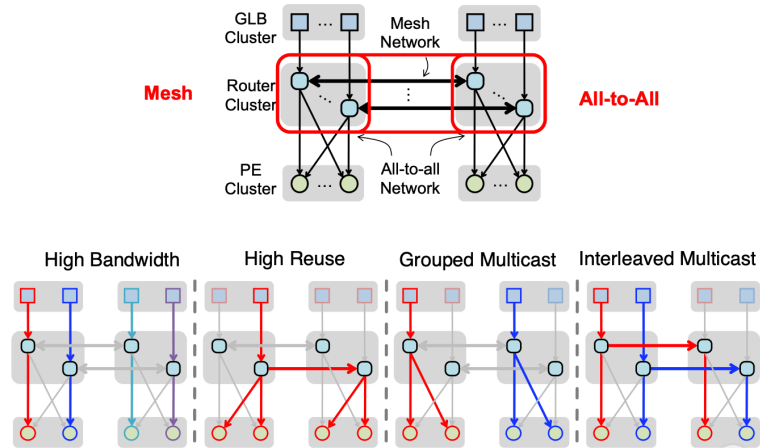 GLB
Cluster
Mesh
Network
Mesh
Router
Cluster
All-to-All
PE
Cluster
All-to-all
Network
High Bandwidth
High Reuse
Grouped Multicast
Interleaved Multicast